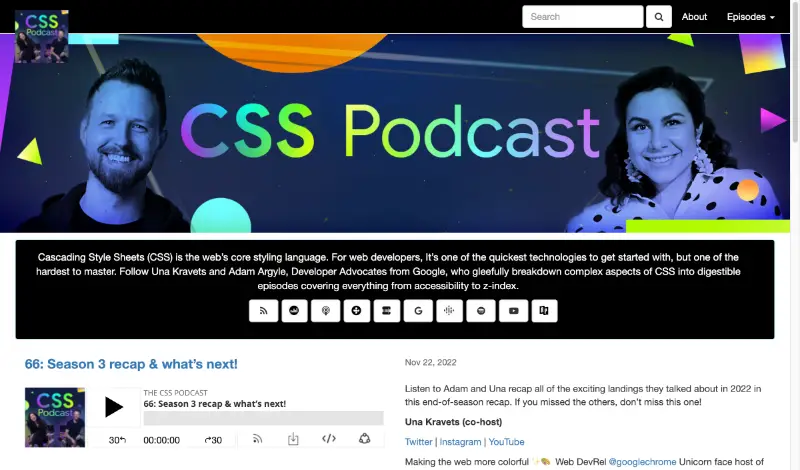 CSS
Podcast
Search
About
Episodes
CSS Podcast
Cascading Style Sheets (CSS) is the web's core styling language. For web developers, It's one of the quickest technologies to get started with, but one of the
hardest to master. Follow Una Kravets and Adam Argyle, Developer Advocates from Google, who gleefully breakdown complex aspects of CSS into digestible
episodes covering everything from accessibility to z-index.
66: Season 3 recap & what's next!
CSS
Podcast
THE CSS PODCAST
66: Season 3 recap & what's next!
30
00:00:00
30
Nov 22, 2022
Listen to Adam and Una recap all of the exciting landings they talked about in 2022 in
this end-of-season recap. If you missed the others, don't miss this one!
Una Kravets (co-host)
Twitter | Instagram | YouTube
Making the web more colorful ✨🎨 Web DevRel @googlechrome Unicorn face host of